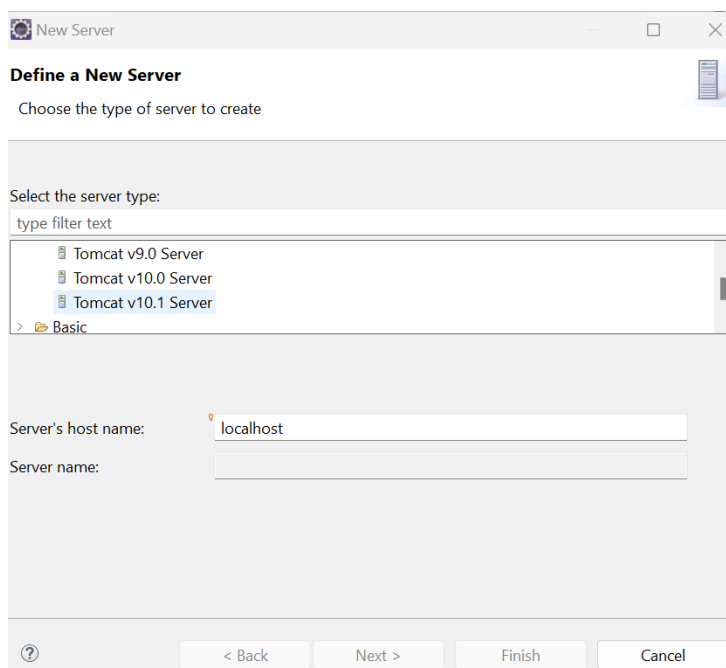 New Server
Define a New Server
Choose the type of server to create
Select the server type:
type filter text
Tomcat v9.0 Server
Tomcat v10.0 Server
Tomcat v10.1 Server
> Basic
Server's host name: localhost
Server name:
? < Back Next > Finish Cancel